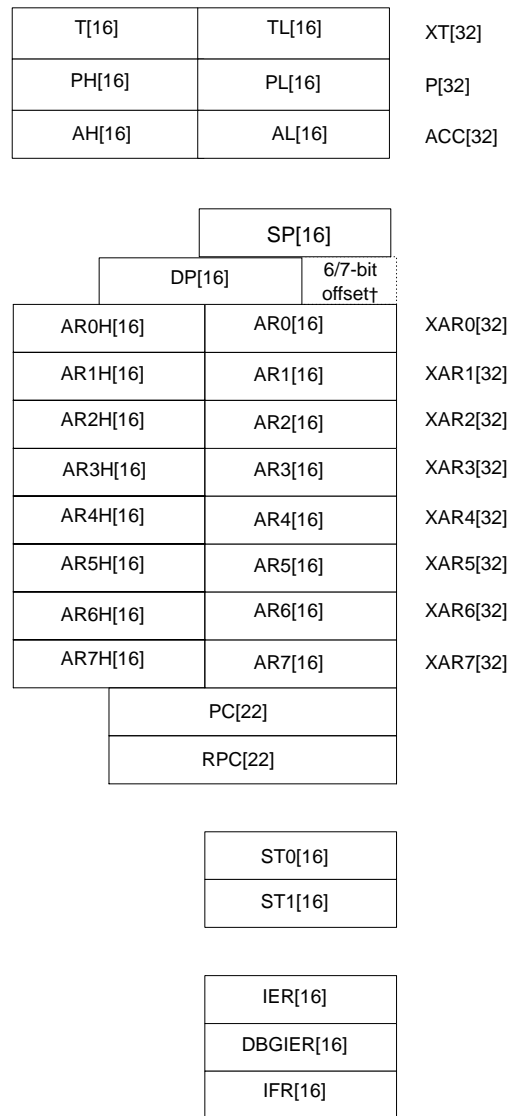 T[16] TL[16] XT[32]
PH[16] PL[16] P[32]
AH[16] AL[16] ACC[32]
SP[16]
DP[16] 6/7-bit
offset†
AR0H[16] AR0[16] XAR0[32]
AR1H[16] AR1[16] XAR1[32]
AR2H[16] AR2[16] XAR2[32]
AR3H[16] AR3[16] XAR3[32]
AR4H[16] AR4[16] XAR4[32]
AR5H[16] AR5[16] XAR5[32]
AR6H[16] AR6[16] XAR6[32]
AR7H[16] AR7[16] XAR7[32]
PC[22]
RPC[22]
ST0[16]
ST1[16]
IER[16]
DBGIER[16]
IFR[16]